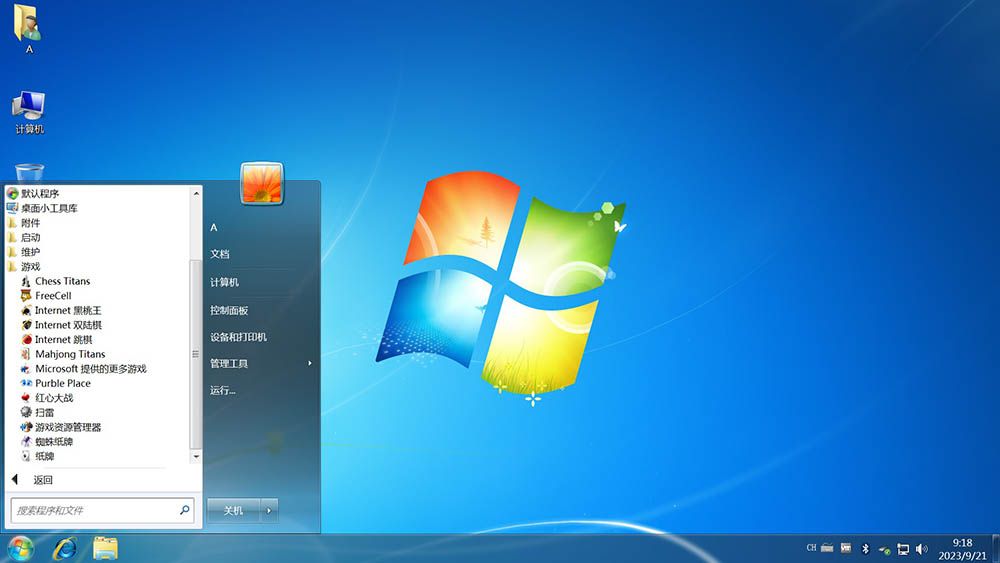 A
计算机
默认程序
桌面小工具库
附件
启动
维护
游戏
Chess Titans
FreeCell
Internet 黑桃王
Internet 双陆棋
Internet 跳棋
Mahjong Titans
Microsoft 提供的更多游戏
Purble Place
红心大战
扫雷
游戏资源管理器
蜘蛛纸牌
纸牌
返回
搜索程序和文件
A
文档
计算机
控制面板
设备和打印机
管理工具
运行...
关机
CH
9:18
2023/9/21